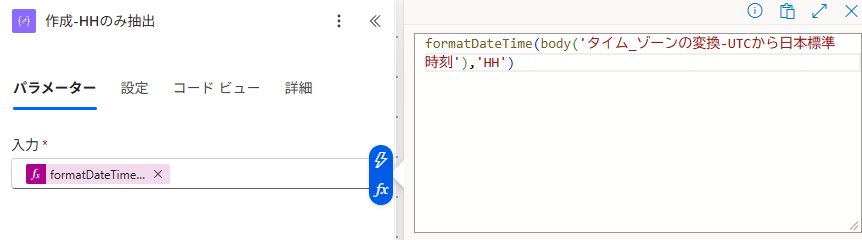 作成-HHのみ抽出
パラメーター 設定 コード ビュー 詳細
入力 *
fx formatDateTime...
fx
formatDateTime(body('タイム_ゾーンの変換-UTCから日本標準
時刻'),'HH')